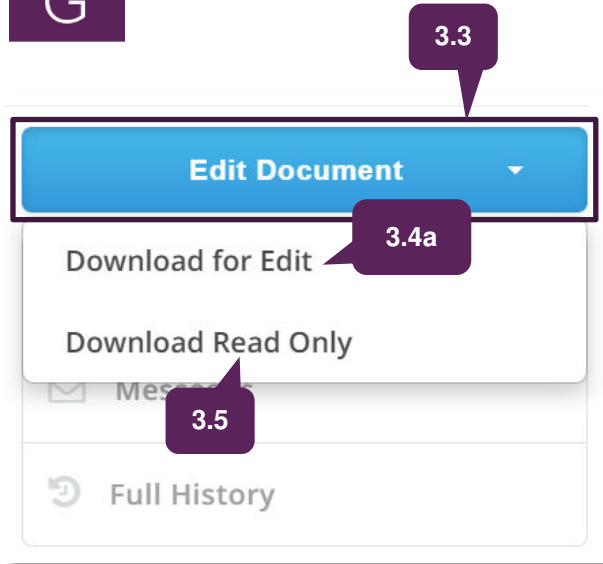 G
3.3
Edit Document
3.4a
Download for Edit
Download Read Only
3.5
Full History